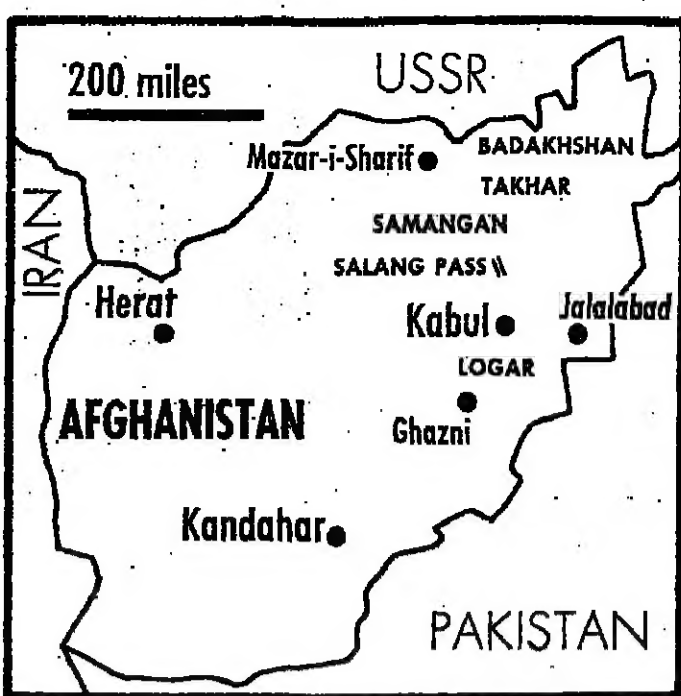 USSR
200 miles
Mazar-i-Sharif
BADAKHSHAN
TAKHAR
IRAN
SAMANGAN
SALANG PASS
Herat
Kabul
Jalalabad
LOGAR
AFGHANISTAN
Ghazni
Kandahar
PAKISTAN